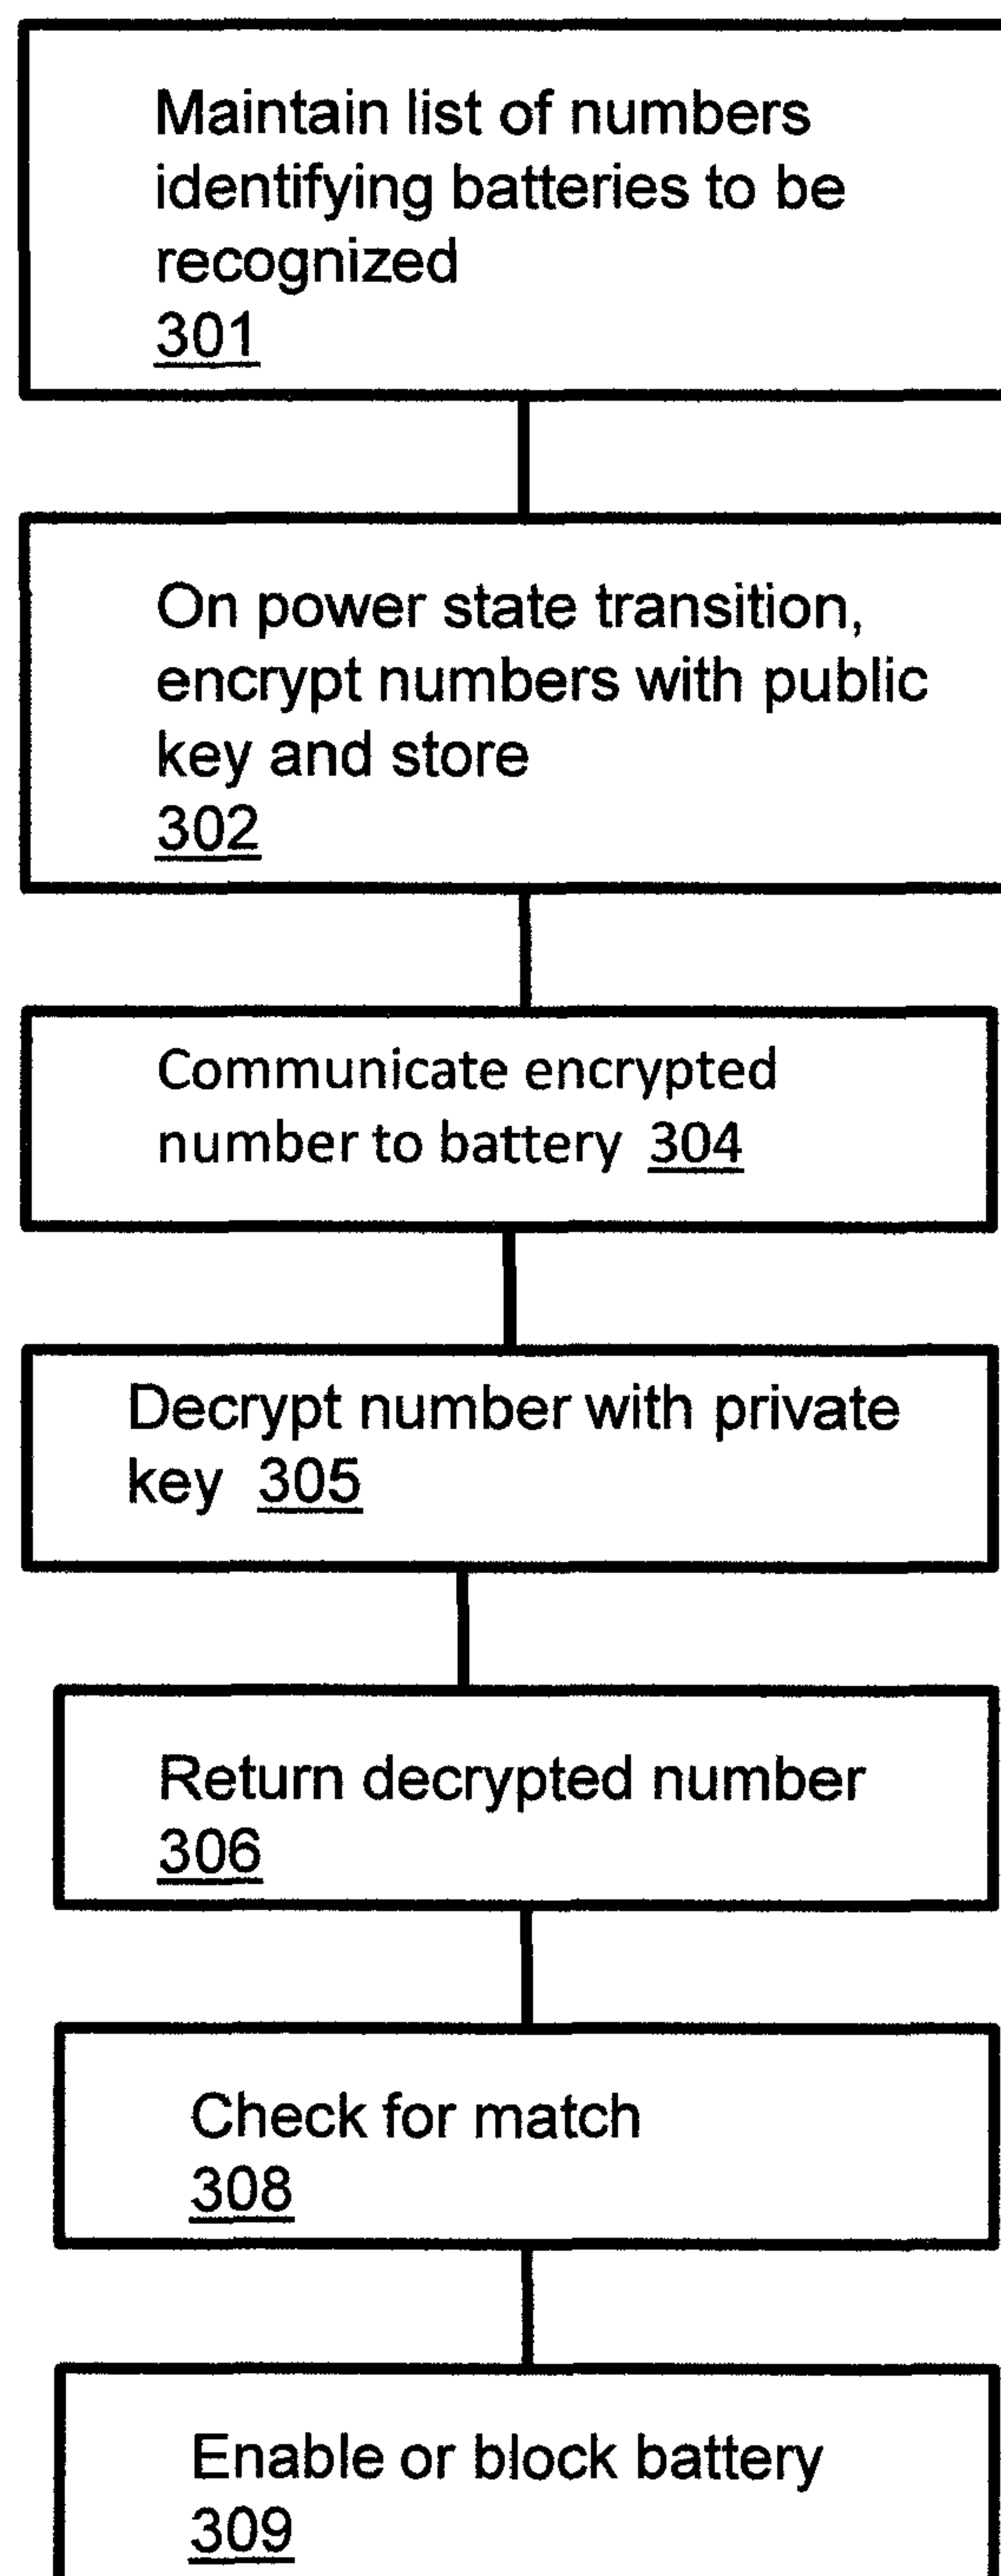 Maintain list of numbers
identifying batteries to be
recognized
301
On power state transition,
encrypt numbers with public
key and store
302
Communicate encrypted
number to battery 304
Decrypt number with private
key 305
Return decrypted number
306
Check for match
308
Enable or block battery
309